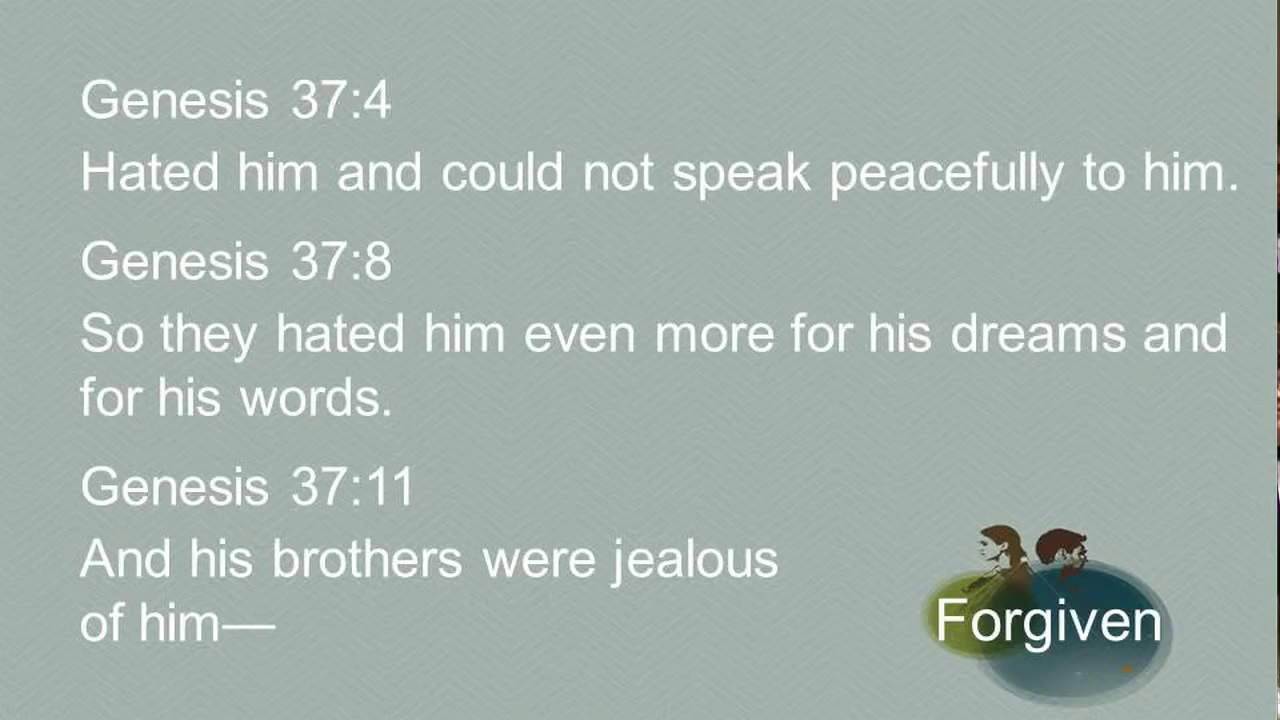 Genesis 37:4
Hated him and could not speak peacefully to him.
Genesis 37:8
So they hated him even more for his dreams and
for his words.
Genesis 37:11
And his brothers were jealous
of him—
Forgiven